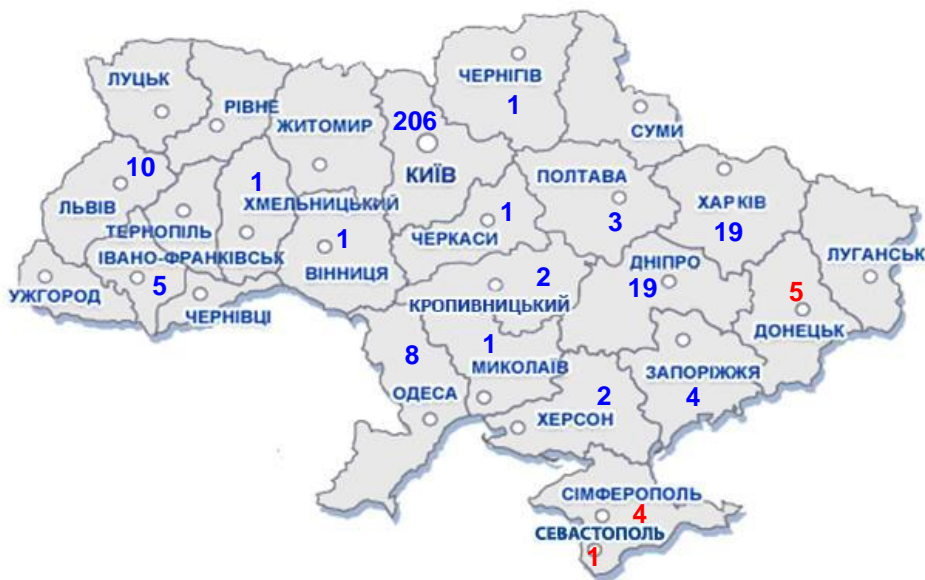 ЧЕРНІГІВ
1
ЛУЦЬК
РІВНЕ
ЖИТОМИР
206
КИЇВ
СУМИ
10
ЛЬВІВ
1
ХМЕЛЬНИЦЬКИЙ
ТЕРНОПІЛЬ
ПОЛТАВА
3
ХАРКІВ
19
1
ЧЕРКАСИ
1
ВІННИЦЯ
ІВАНО-ФРАНКІВСЬК
5
УЖГОРОД
ЧЕРНІВЦІ
2
КРОПИВНИЦЬКИЙ
ДНІПРО
19
ЛУГАНСЬК
5
ДОНЕЦЬК
8
ОДЕСА
1
МИКОЛАЇВ
ЗАПОРІЖЖЯ
4
2
ХЕРСОН
СІМФЕРОПОЛЬ
4
СЕВАСТОПОЛЬ
1